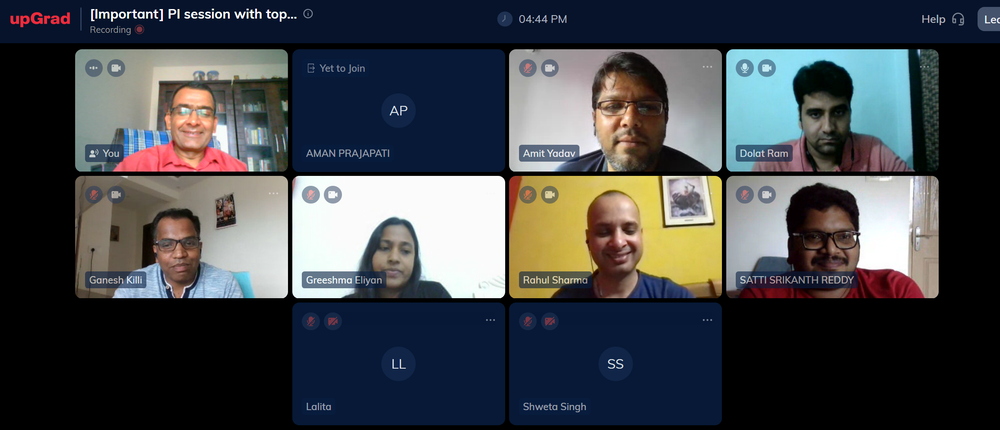 upGrad
[Important] PI session with top...
Recording
04:44 PM
Help
Lea
You
Yet to Join
AP
AMAN PRAJAPATI
Amit Yadav
Dolat Ram
Ganesh Killi
Greeshma Eliyan
Rahul Sharma
SATTI SRIKANTH REDDY
LL
Lalita
SS
Shweta Singh